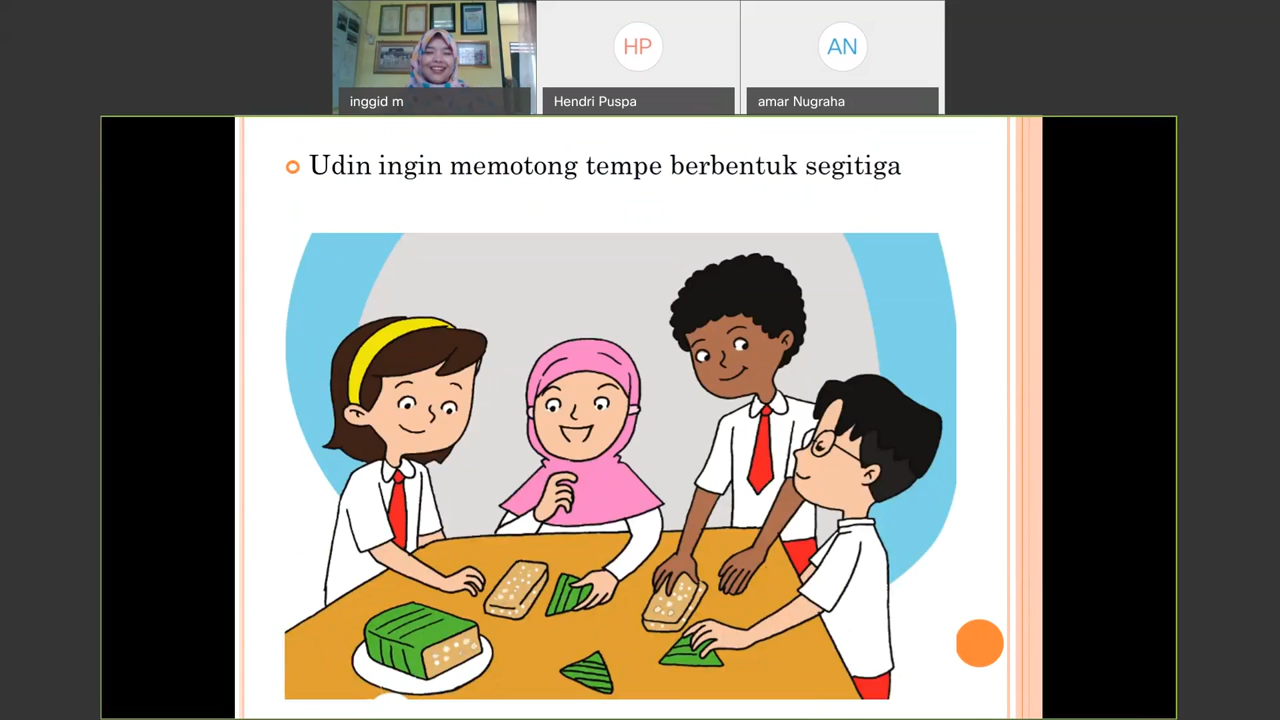 HP
AN
inggid m
Hendri Puspa
amar Nugraha
Udin ingin memotong tempe berbentuk segitiga